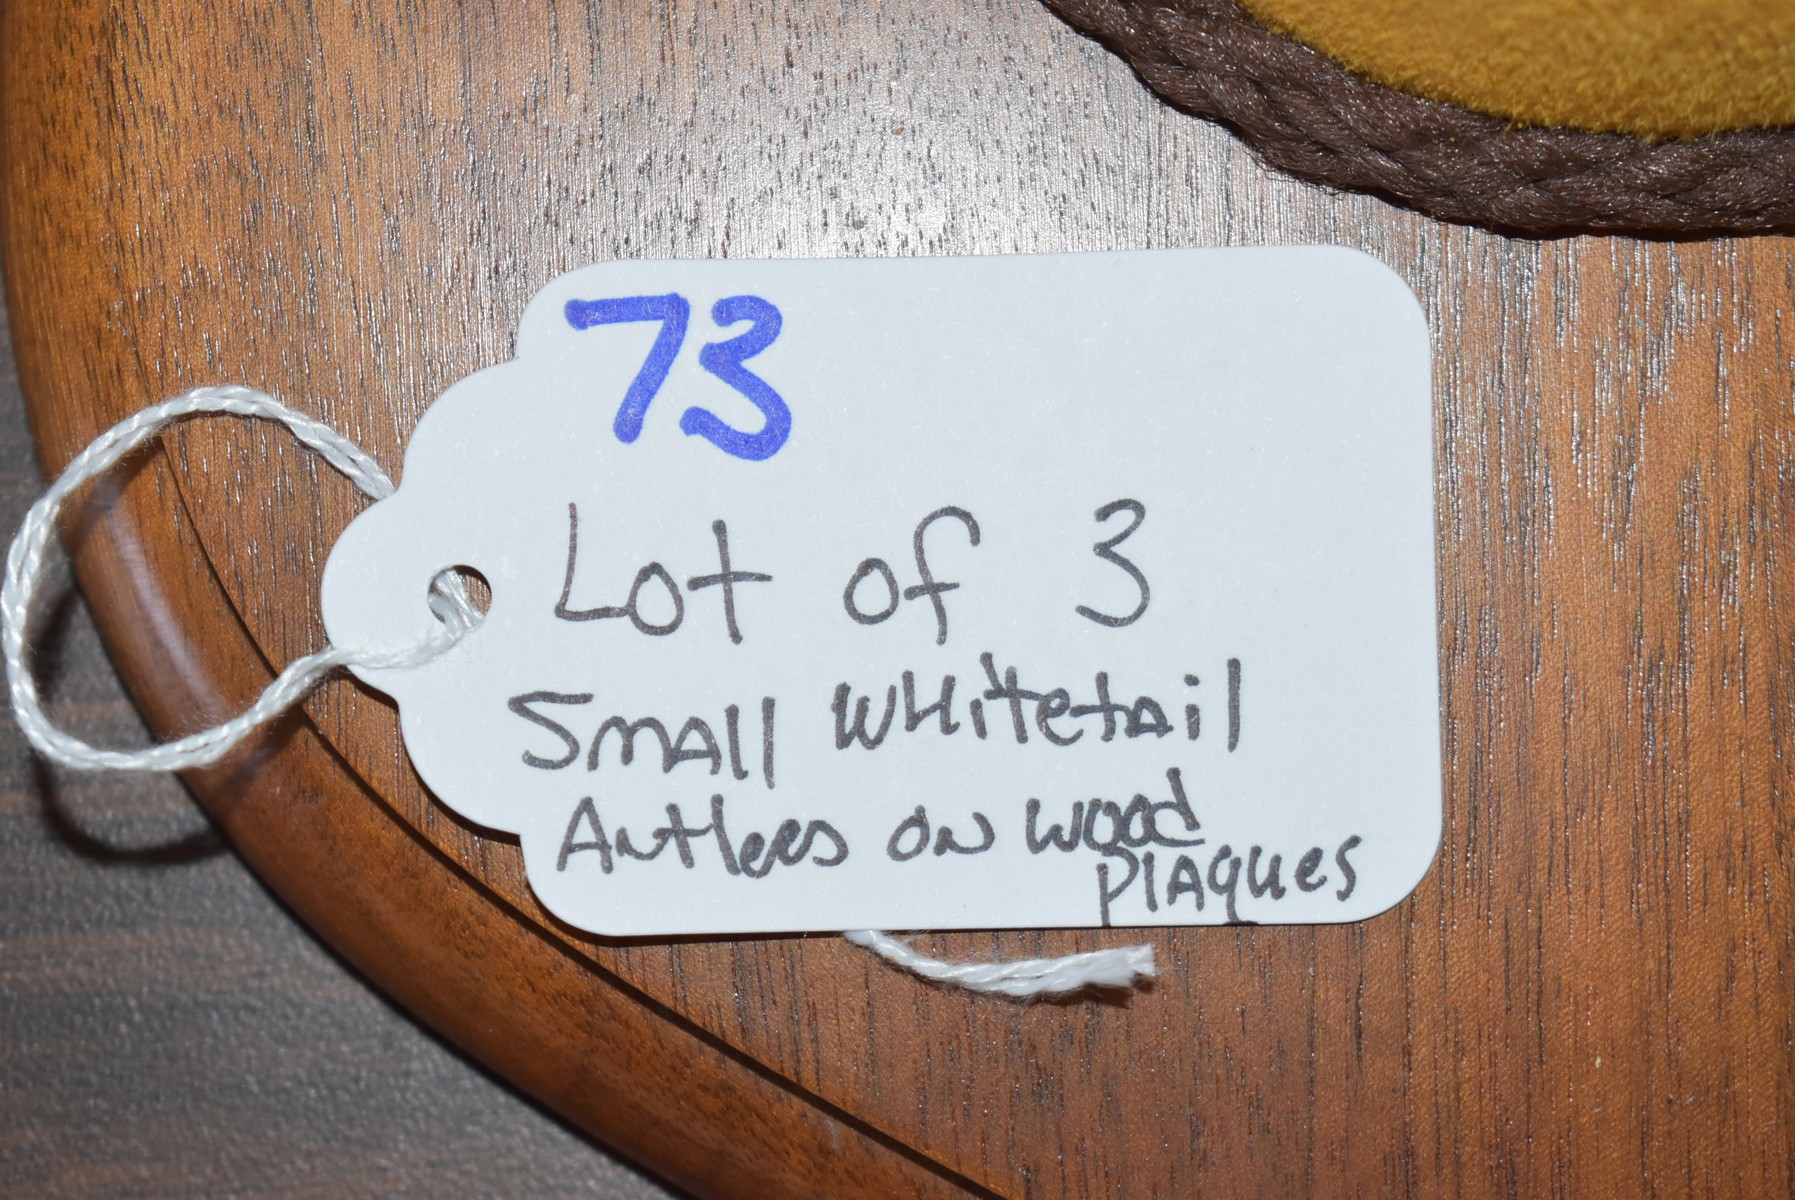 73
Lot of 3
Small Whitetail
Antlers on wood
plaques